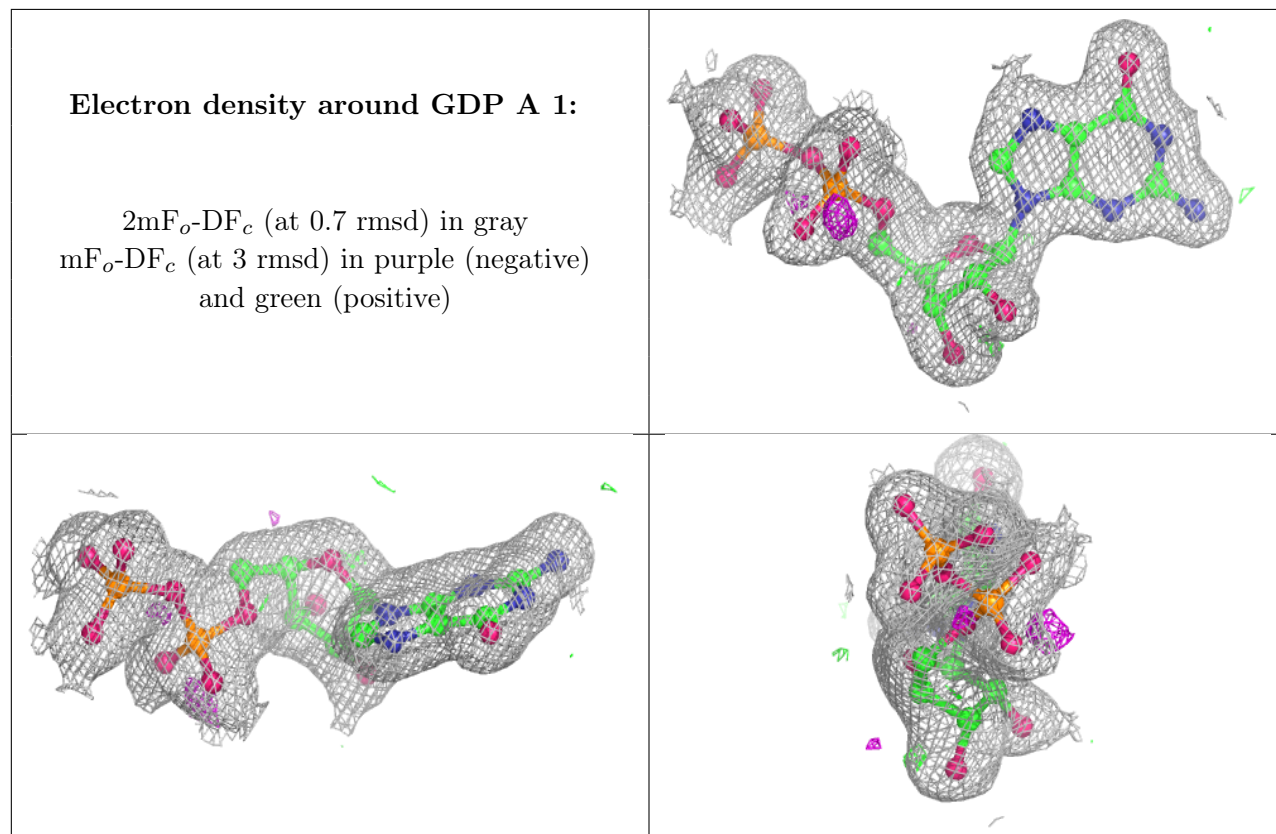 Electron density around GDP A 1:
2mFo-DFc (at 0.7 rmsd) in gray
mFo-DFc (at 3 rmsd) in purple (negative)
and green (positive)